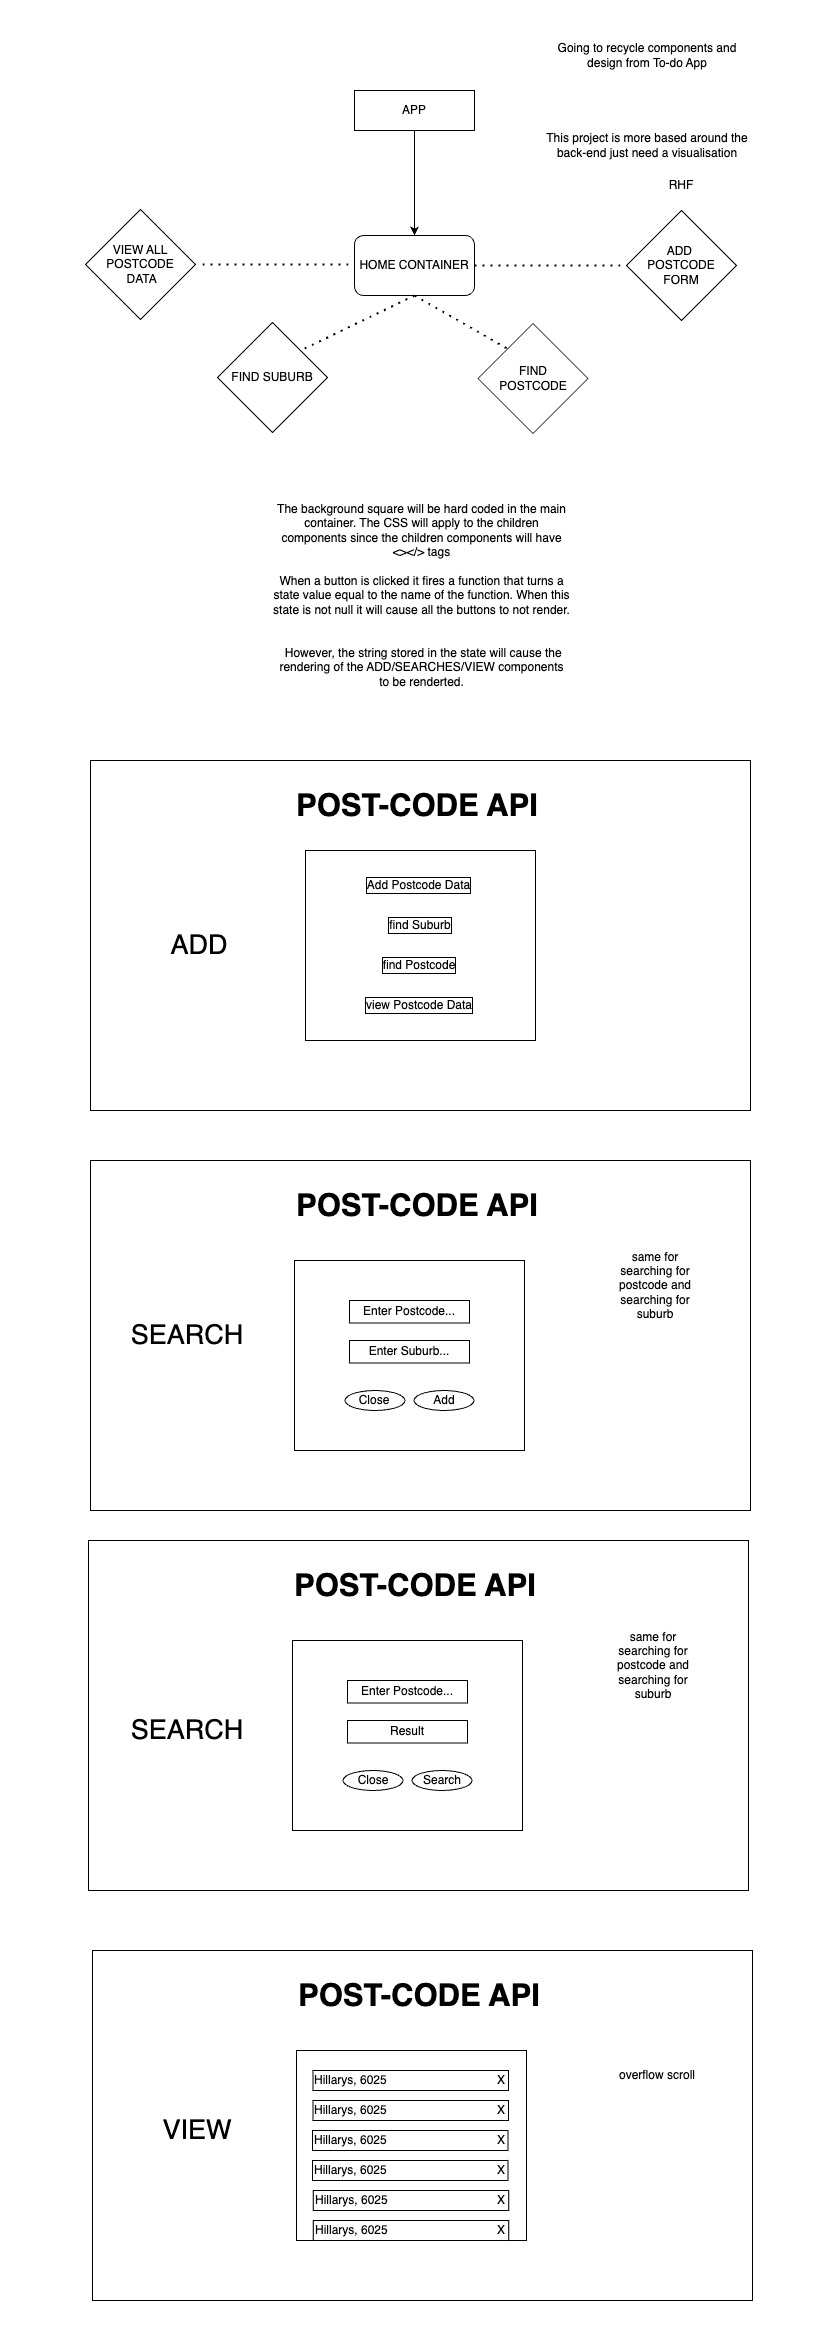 Going to recycle components and
design from To-do App
APP
This project is more based around the
back-end just need a visualisation
RHF
VIEW ALL
POSTCODE
DATA
HOME CONTAINER
ADD
POSTCODE
FORM
FIND SUBURB
FIND
POSTCODE
The background square will be hard coded in the main
container. The CSS will apply to the children
components since the children components will have
<></> tags
When a button is clicked it fires a function that turns a
state value equal to the name of the function. When this
state is not null it will cause all the buttons to not render.
However, the string stored in the state will cause the
rendering of the ADD/SEARCHES/VIEW components
to be renterted.
POST-CODE API
ADD
Add Postcode Data
find Suburb
find Postcode
view Postcode Data
POST-CODE API
SEARCH
Enter Postcode...
Enter Suburb...
Close
Add
same for
searching for
postcode and
searching for
suburb
POST-CODE API
SEARCH
Enter Postcode...
Result
Close
Search
same for
searching for
postcode and
searching for
suburb
POST-CODE API
VIEW
Hillarys, 6025 X
Hillarys, 6025 X
Hillarys, 6025 X
Hillarys, 6025 X
Hillarys, 6025 X
Hillarys, 6025 X
overflow scroll